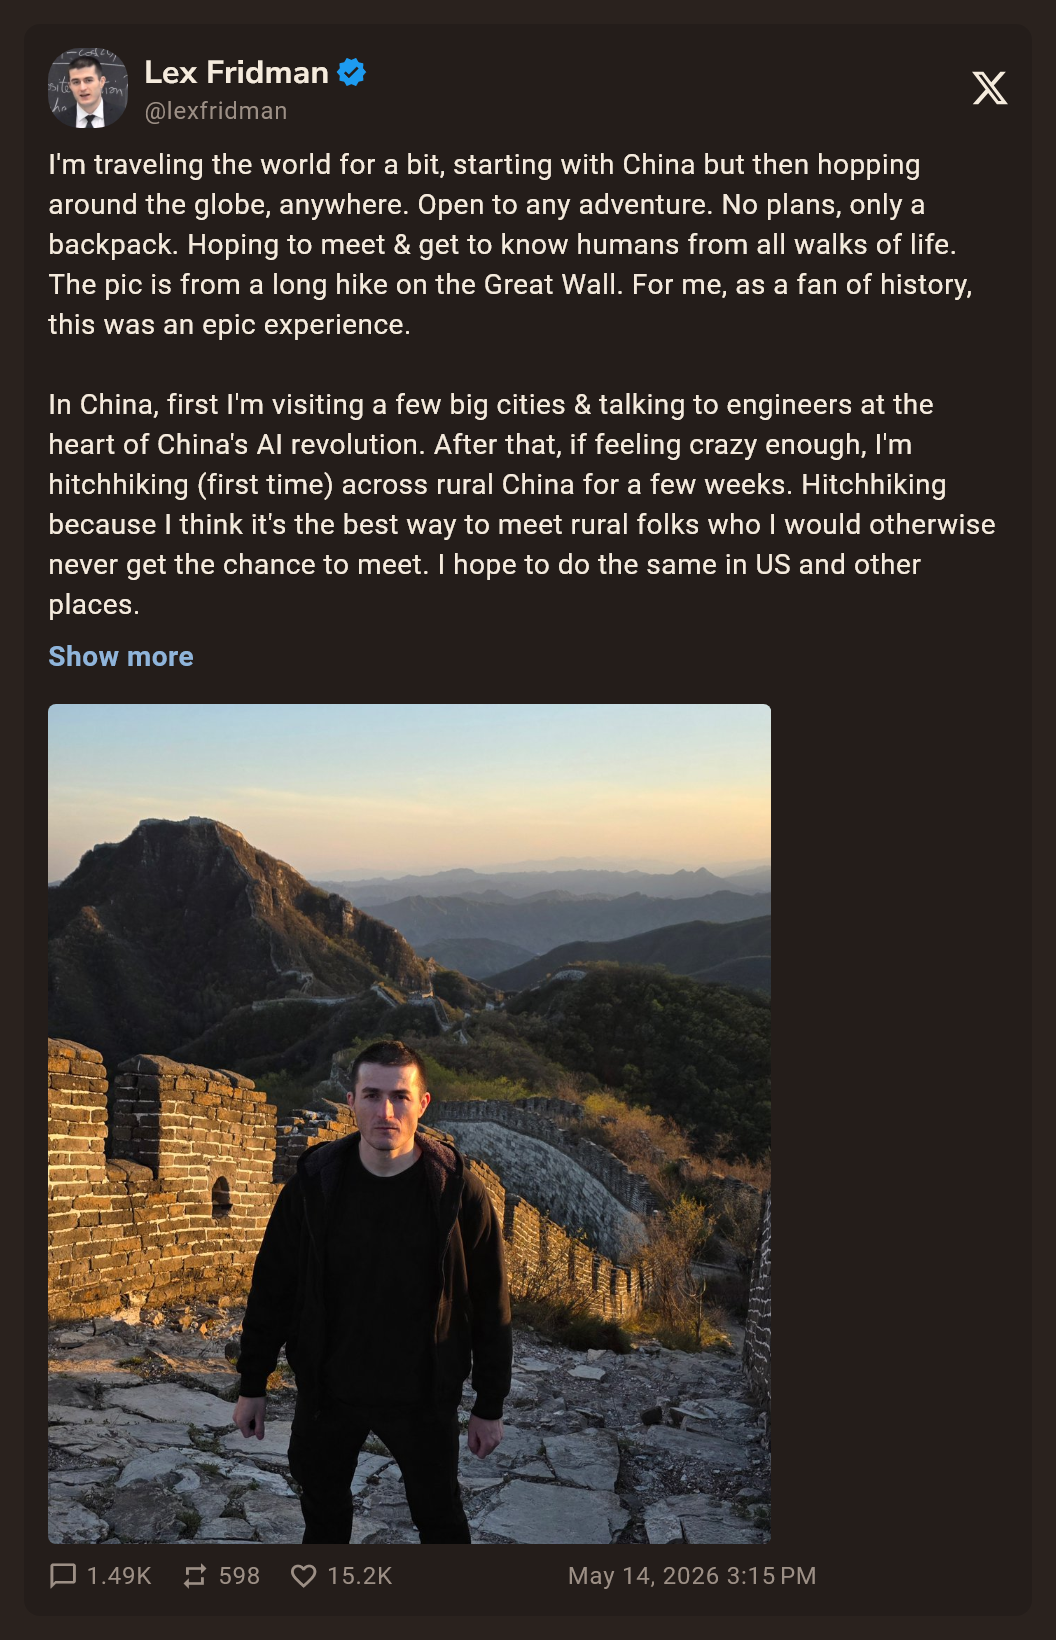 Lex Fridman
@lexfridman
I'm traveling the world for a bit, starting with China but then hopping
around the globe, anywhere. Open to any adventure. No plans, only a
backpack. Hoping to meet & get to know humans from all walks of life.
The pic is from a long hike on the Great Wall. For me, as a fan of history,
this was an epic experience.
In China, first I'm visiting a few big cities & talking to engineers at the
heart of China's AI revolution. After that, if feeling crazy enough, I'm
hitchhiking (first time) across rural China for a few weeks. Hitchhiking
because I think it's the best way to meet rural folks who I would otherwise
never get the chance to meet. I hope to do the same in US and other
places.
Show more
1.49K 598 15.2K May 14, 2026 3:15 PM